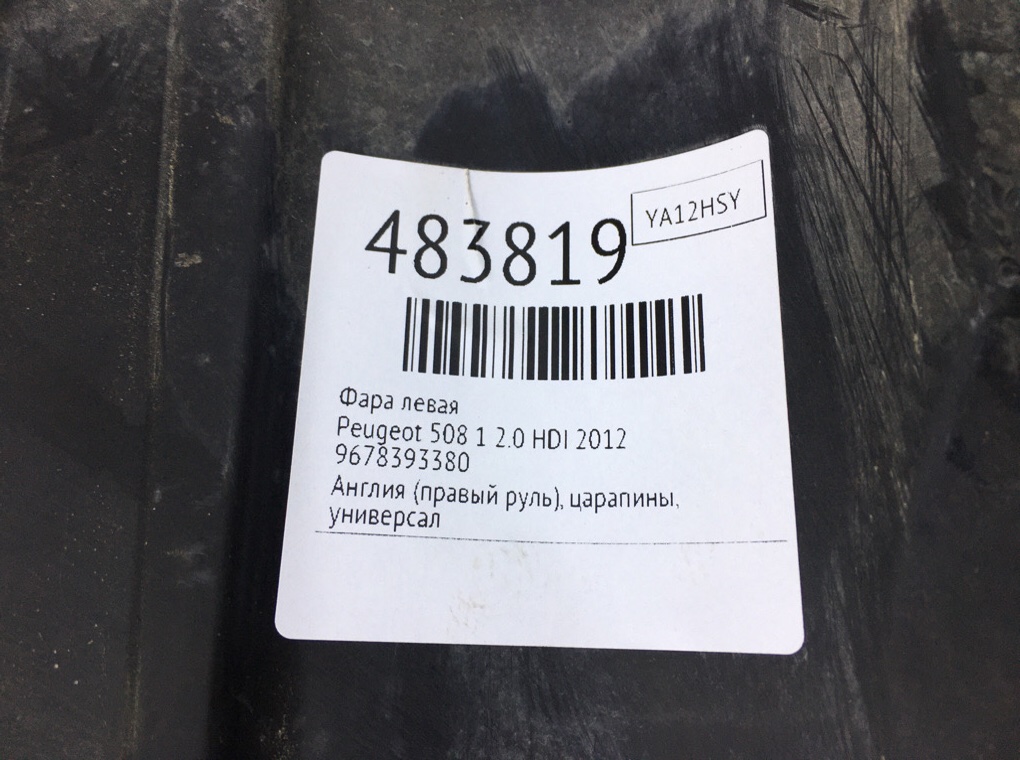 483819
YA12HSY
Фара левая
Peugeot 508 1 2.0 HDI 2012
9678393380
Англия (правый руль), царапины,
универсал